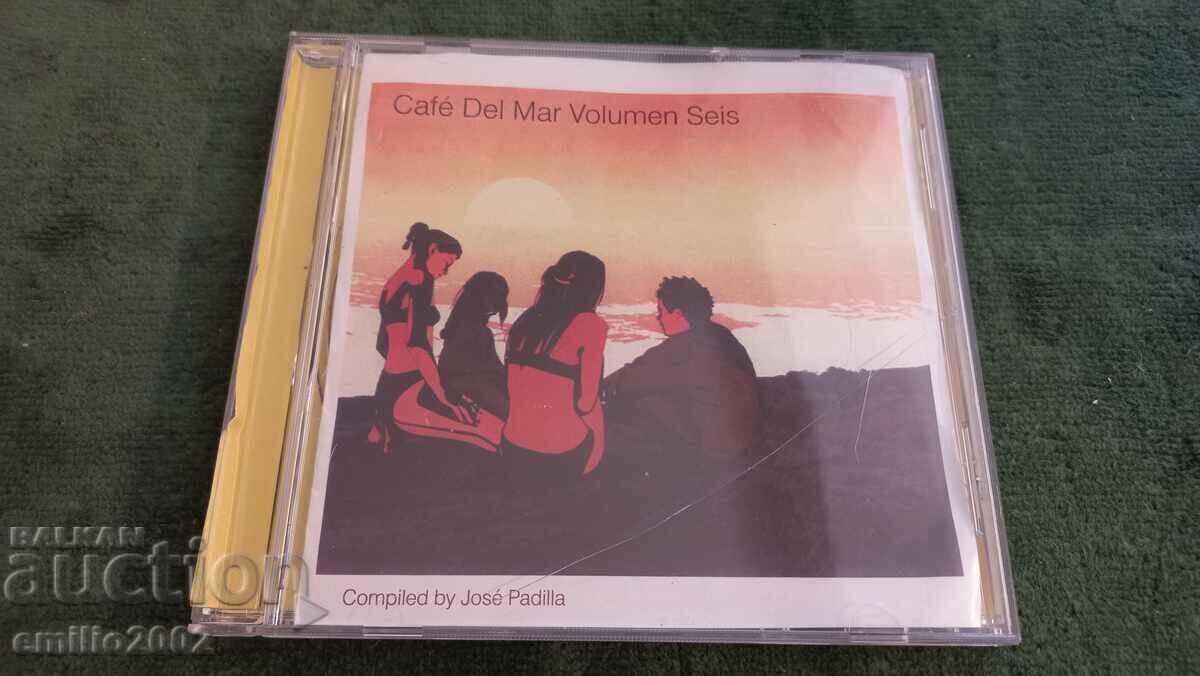 Café Del Mar Volumen Seis
Compiled by José Padilla
BALKAN
auction
emilio2002